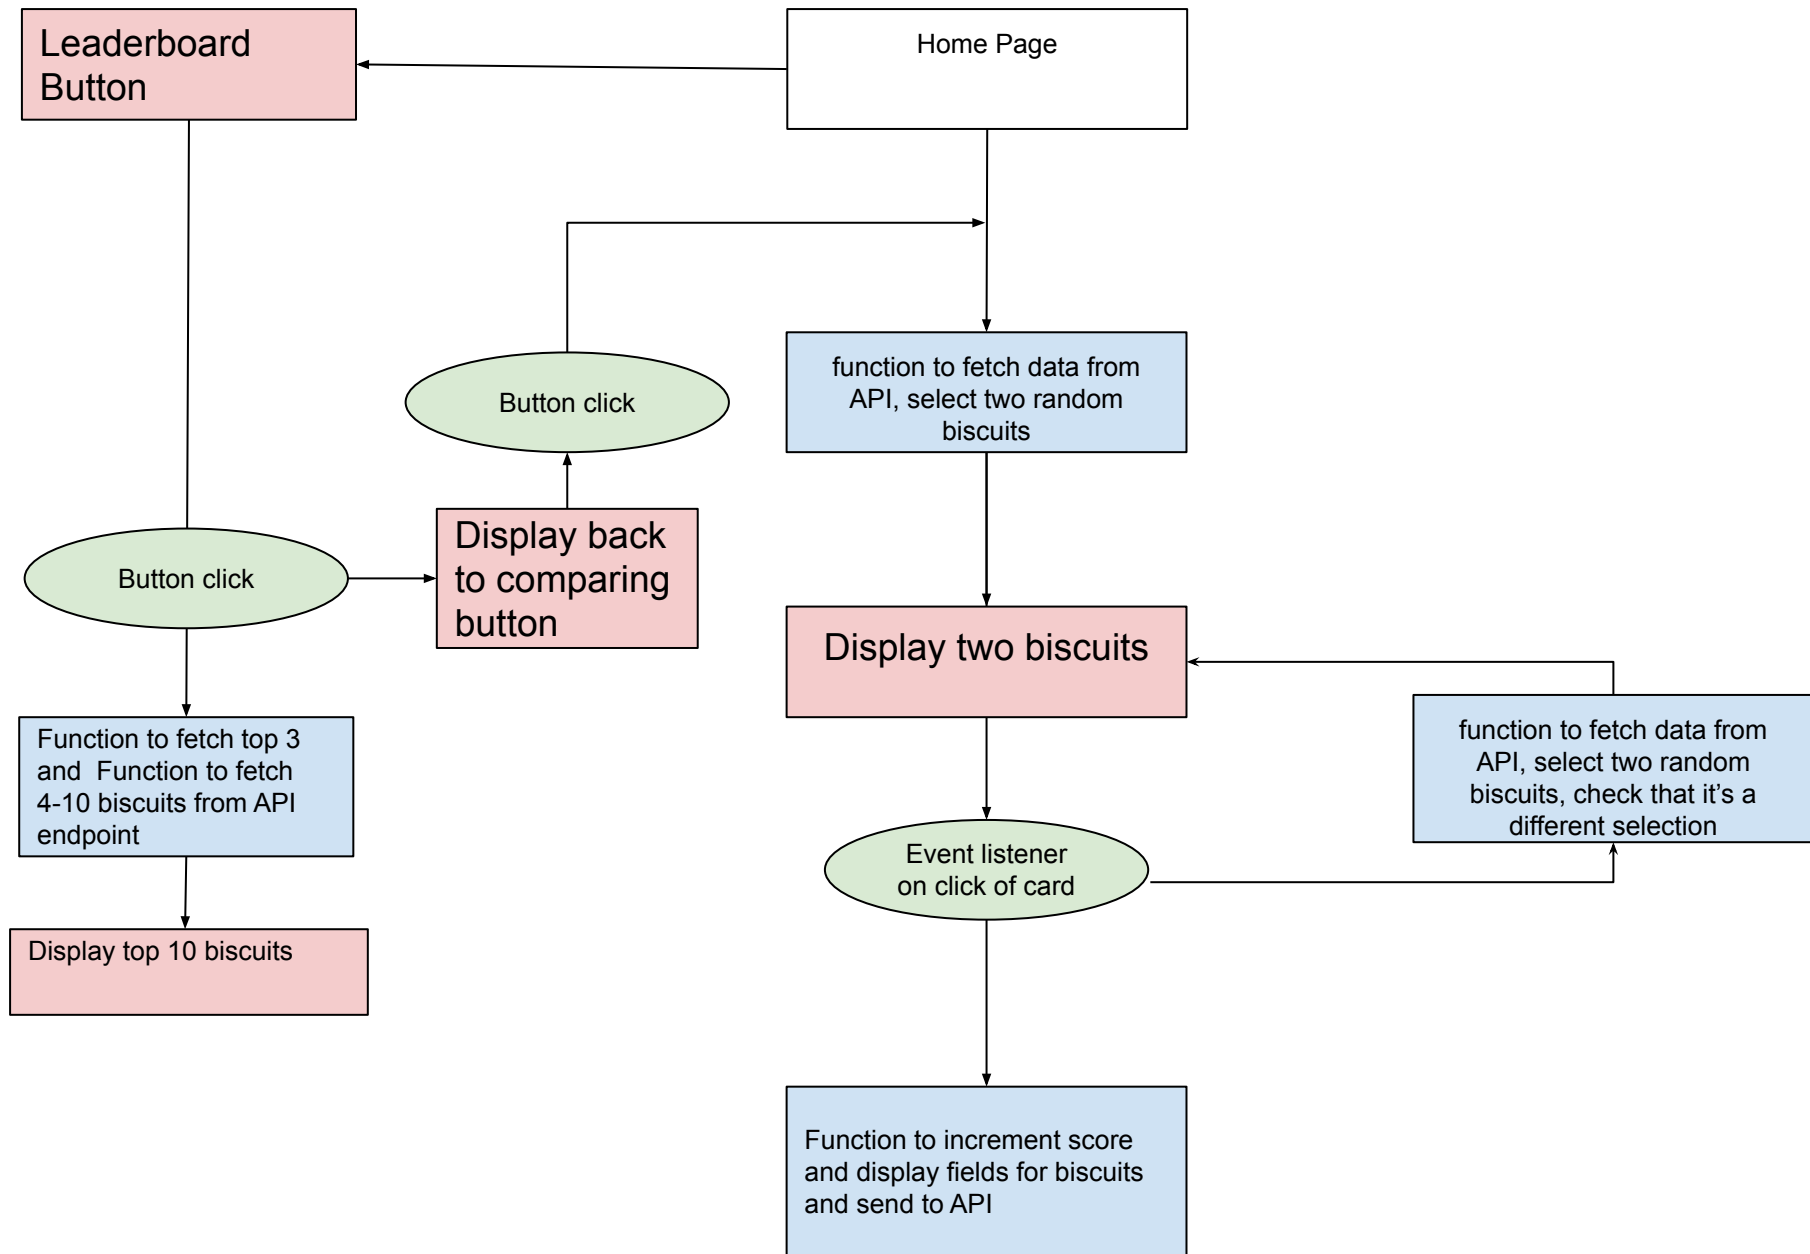 Leaderboard
Button
Home Page
function to fetch data from
API, select two random
biscuits
Button click
Display back
to comparing
button
Button click
Display two biscuits
function to fetch data from
API, select two random
biscuits, check that it’s a
different selection
Function to fetch top 3
and  Function to fetch
4-10 biscuits from API
endpoint
Event listener
on click of card
Display top 10 biscuits
Function to increment score
and display fields for biscuits
and send to API